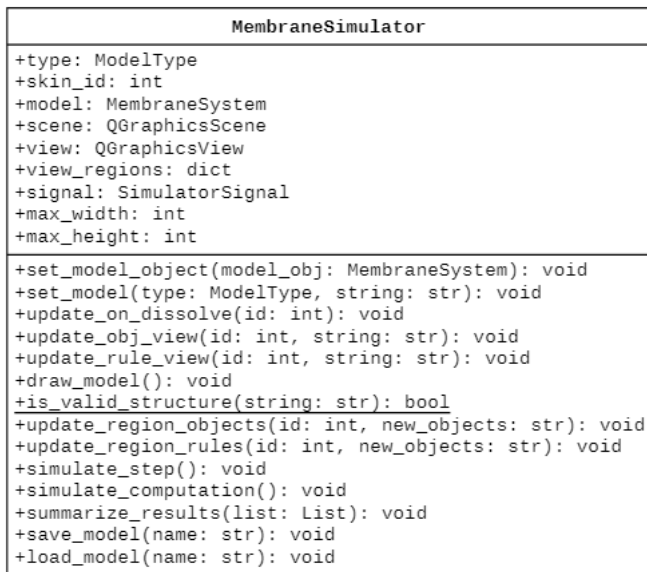 MembraneSimulator
+type: ModelType
+skin_id: int
+model: MembraneSystem
+scene: QGraphicsScene
+view: QGraphicsView
+view_regions: dict
+signal: SimulatorSignal
+max_width: int
+max_height: int
+set_model_object(model_obj: MembraneSystem): void
+set_model(type: ModelType, string: str): void
+update_on_dissolve(id: int): void
+update_obj_view(id: int, string: str): void
+update_rule_view(id: int, string: str): void
+draw_model(): void
+is_valid_structure(string: str): bool
+update_region_objects(id: int, new_objects: str): void
+update_region_rules(id: int, new_objects: str): void
+simulate_step(): void
+simulate_computation(): void
+summarize_results(list: List): void
+save_model(name: str): void
+load_model(name: str): void